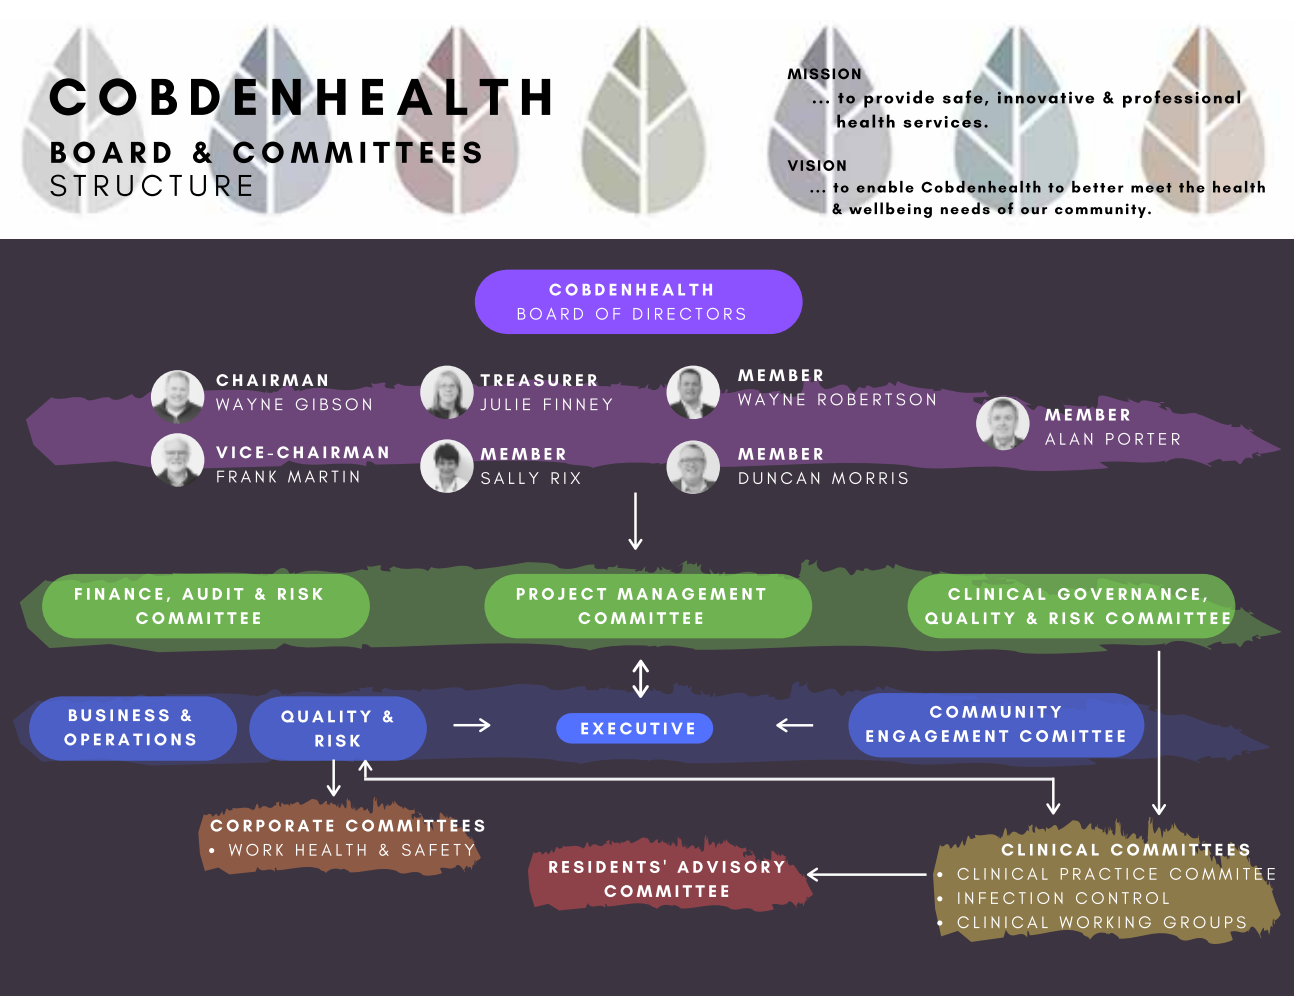 COBDENHEALTH
BOARD & COMMITTEES
STRUCTURE
MISSION
... to provide safe, innovative & professional
health services.
VISION
... to enable Cobdenhealth to better meet the health
& wellbeing needs of our community.
COBDENHEALTH
BOARD OF DIRECTORS
CHAIRMAN
WAYNE GIBSON
TREASURER
JULIE FINNEY
MEMBER
WAYNE ROBERTSON
MEMBER
ALAN PORTER
VICE-CHAIRMAN
FRANK MARTIN
MEMBER
SALLY RIX
MEMBER
DUNCAN MORRIS
FINANCE, AUDIT & RISK
COMMITTEE
PROJECT MANAGEMENT
COMMITTEE
CLINICAL GOVERNANCE,
QUALITY & RISK COMMITTEE
BUSINESS &
OPERATIONS
QUALITY &
RISK
EXECUTIVE
COMMUNITY
ENGAGEMENT COMITTEE
CORPORATE COMMITTEES
• WORK HEALTH & SAFETY
RESIDENTS' ADVISORY
COMMITTEE
CLINICAL COMMITTEES
• CLINICAL PRACTICE COMMITEE
• INFECTION CONTROL
• CLINICAL WORKING GROUPS